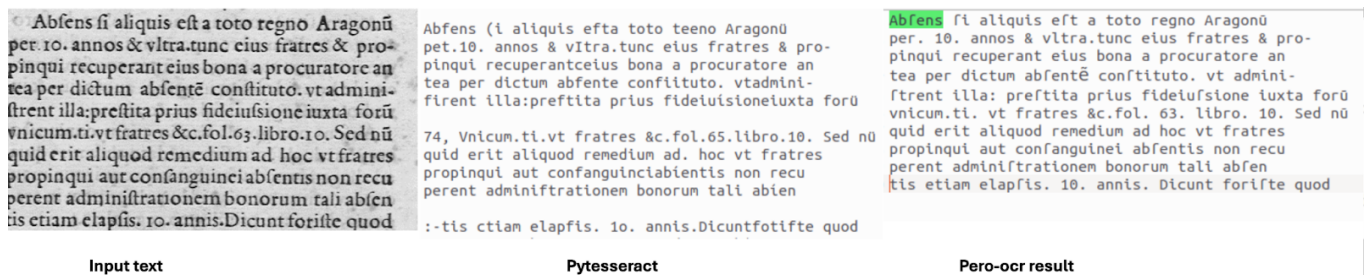 Abſens ſi aliquis eſt a toto regno Aragonū
per. 10. annos & vltra.tunc eius fratres & pro-
pinqui recuperant eius bona a procuratore an
tea per dictum abſentē conſtituto. vt admini-
ſtrent illa:preſtita prius fideiuſsione iuxta forū
vnicum.ti.vt fratres &c.fol.63.libro.10. Sed nū
quid erit aliquod remedium ad hoc vt fratres
propinqui aut conſanguinei abſentis non recu
perent adminiſtrationem bonorum tali abſen
tis etiam elapſis. 10. annis.Dicunt foriſte quod
Input text
Abfens (i aliquis efta toto teeno Aragonū
pet.10. annos & vItra.tunc eius fratres & pro-
pinqui recuperantceius bona a procuratore an
tea per dictum abfente confiituto. vtadmini-
firent illa:preftita prius fideiuisioneiuxta forū
74, Vnicum.ti.vt fratres &c.fol.65.libro.10. Sed nū
quid erit aliquod remedium ad. hoc vt fratres
propinqui aut confanguinciabientis non recu
perent adminiftrationem bonorum tali abien
:-tis ctiam elapfis. 1o. annis.Dicuntfotifte quod
Pytesseract
Abſens ſi aliquis eſt a toto regno Aragonū
per. 10. annos & vltra.tunc eius fratres & pro-
pinqui recuperant eius bona a procuratore an
tea per dictum abſentẽ conſtituto. vt admini-
ſtrent illa: preſtita prius fideiuſsione iuxta forū
vnicum.ti. vt fratres &c.fol. 63. libro. 10. Sed nū
quid erit aliquod remedium ad hoc vt fratres
propinqui aut conſanguinei abſentis non recu
perent adminiſtrationem bonorum tali abſen
tis etiam elapſis. 10. annis. Dicunt foriſte quod
Pero-ocr result